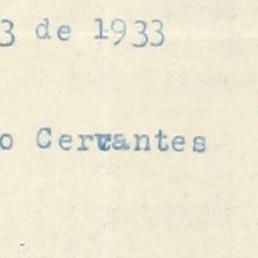 3 de 1933
o Cervantes